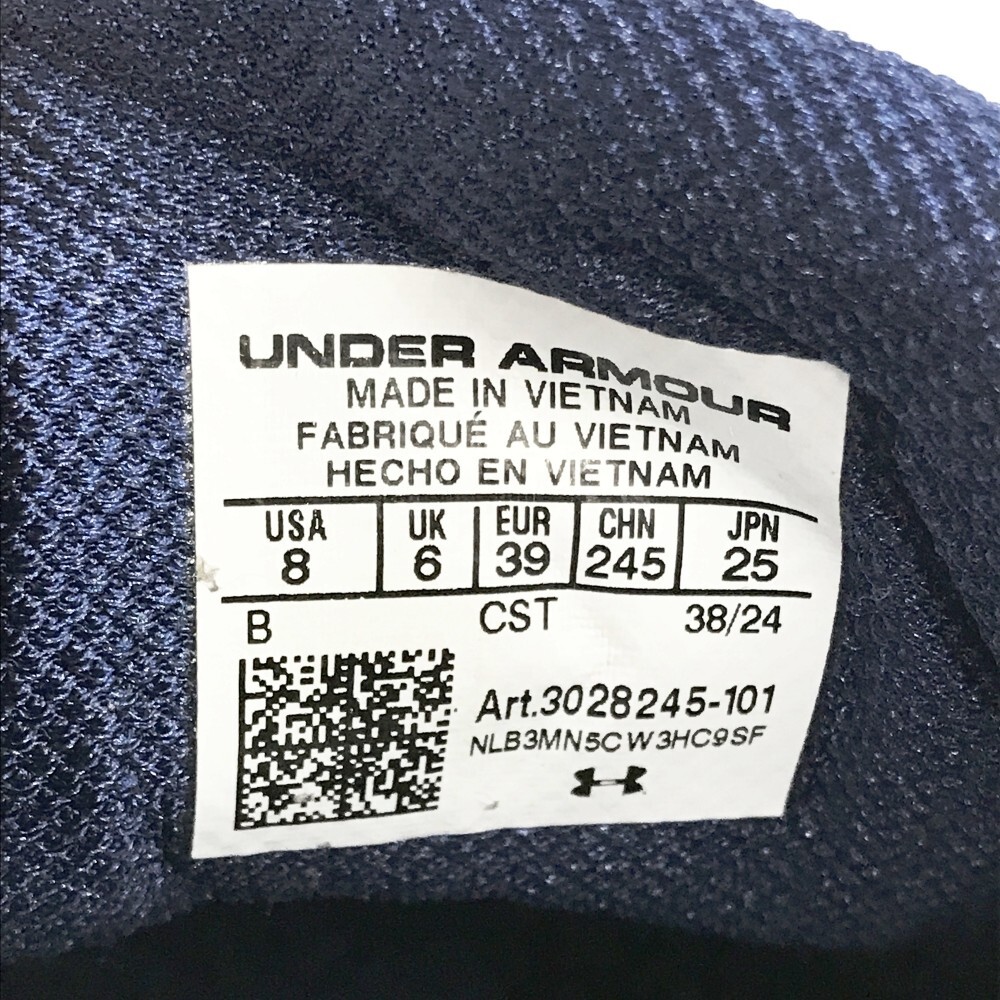 UNDER ARMOUR
MADE IN VIETNAM
FABRIQUÉ AU VIETNAM
HECHO EN VIETNAM
USA UK EUR CHN JPN
8 6 39 245 25
B CST 38/24
Art.3028245-101
NLB3MN5CW3HC9SF